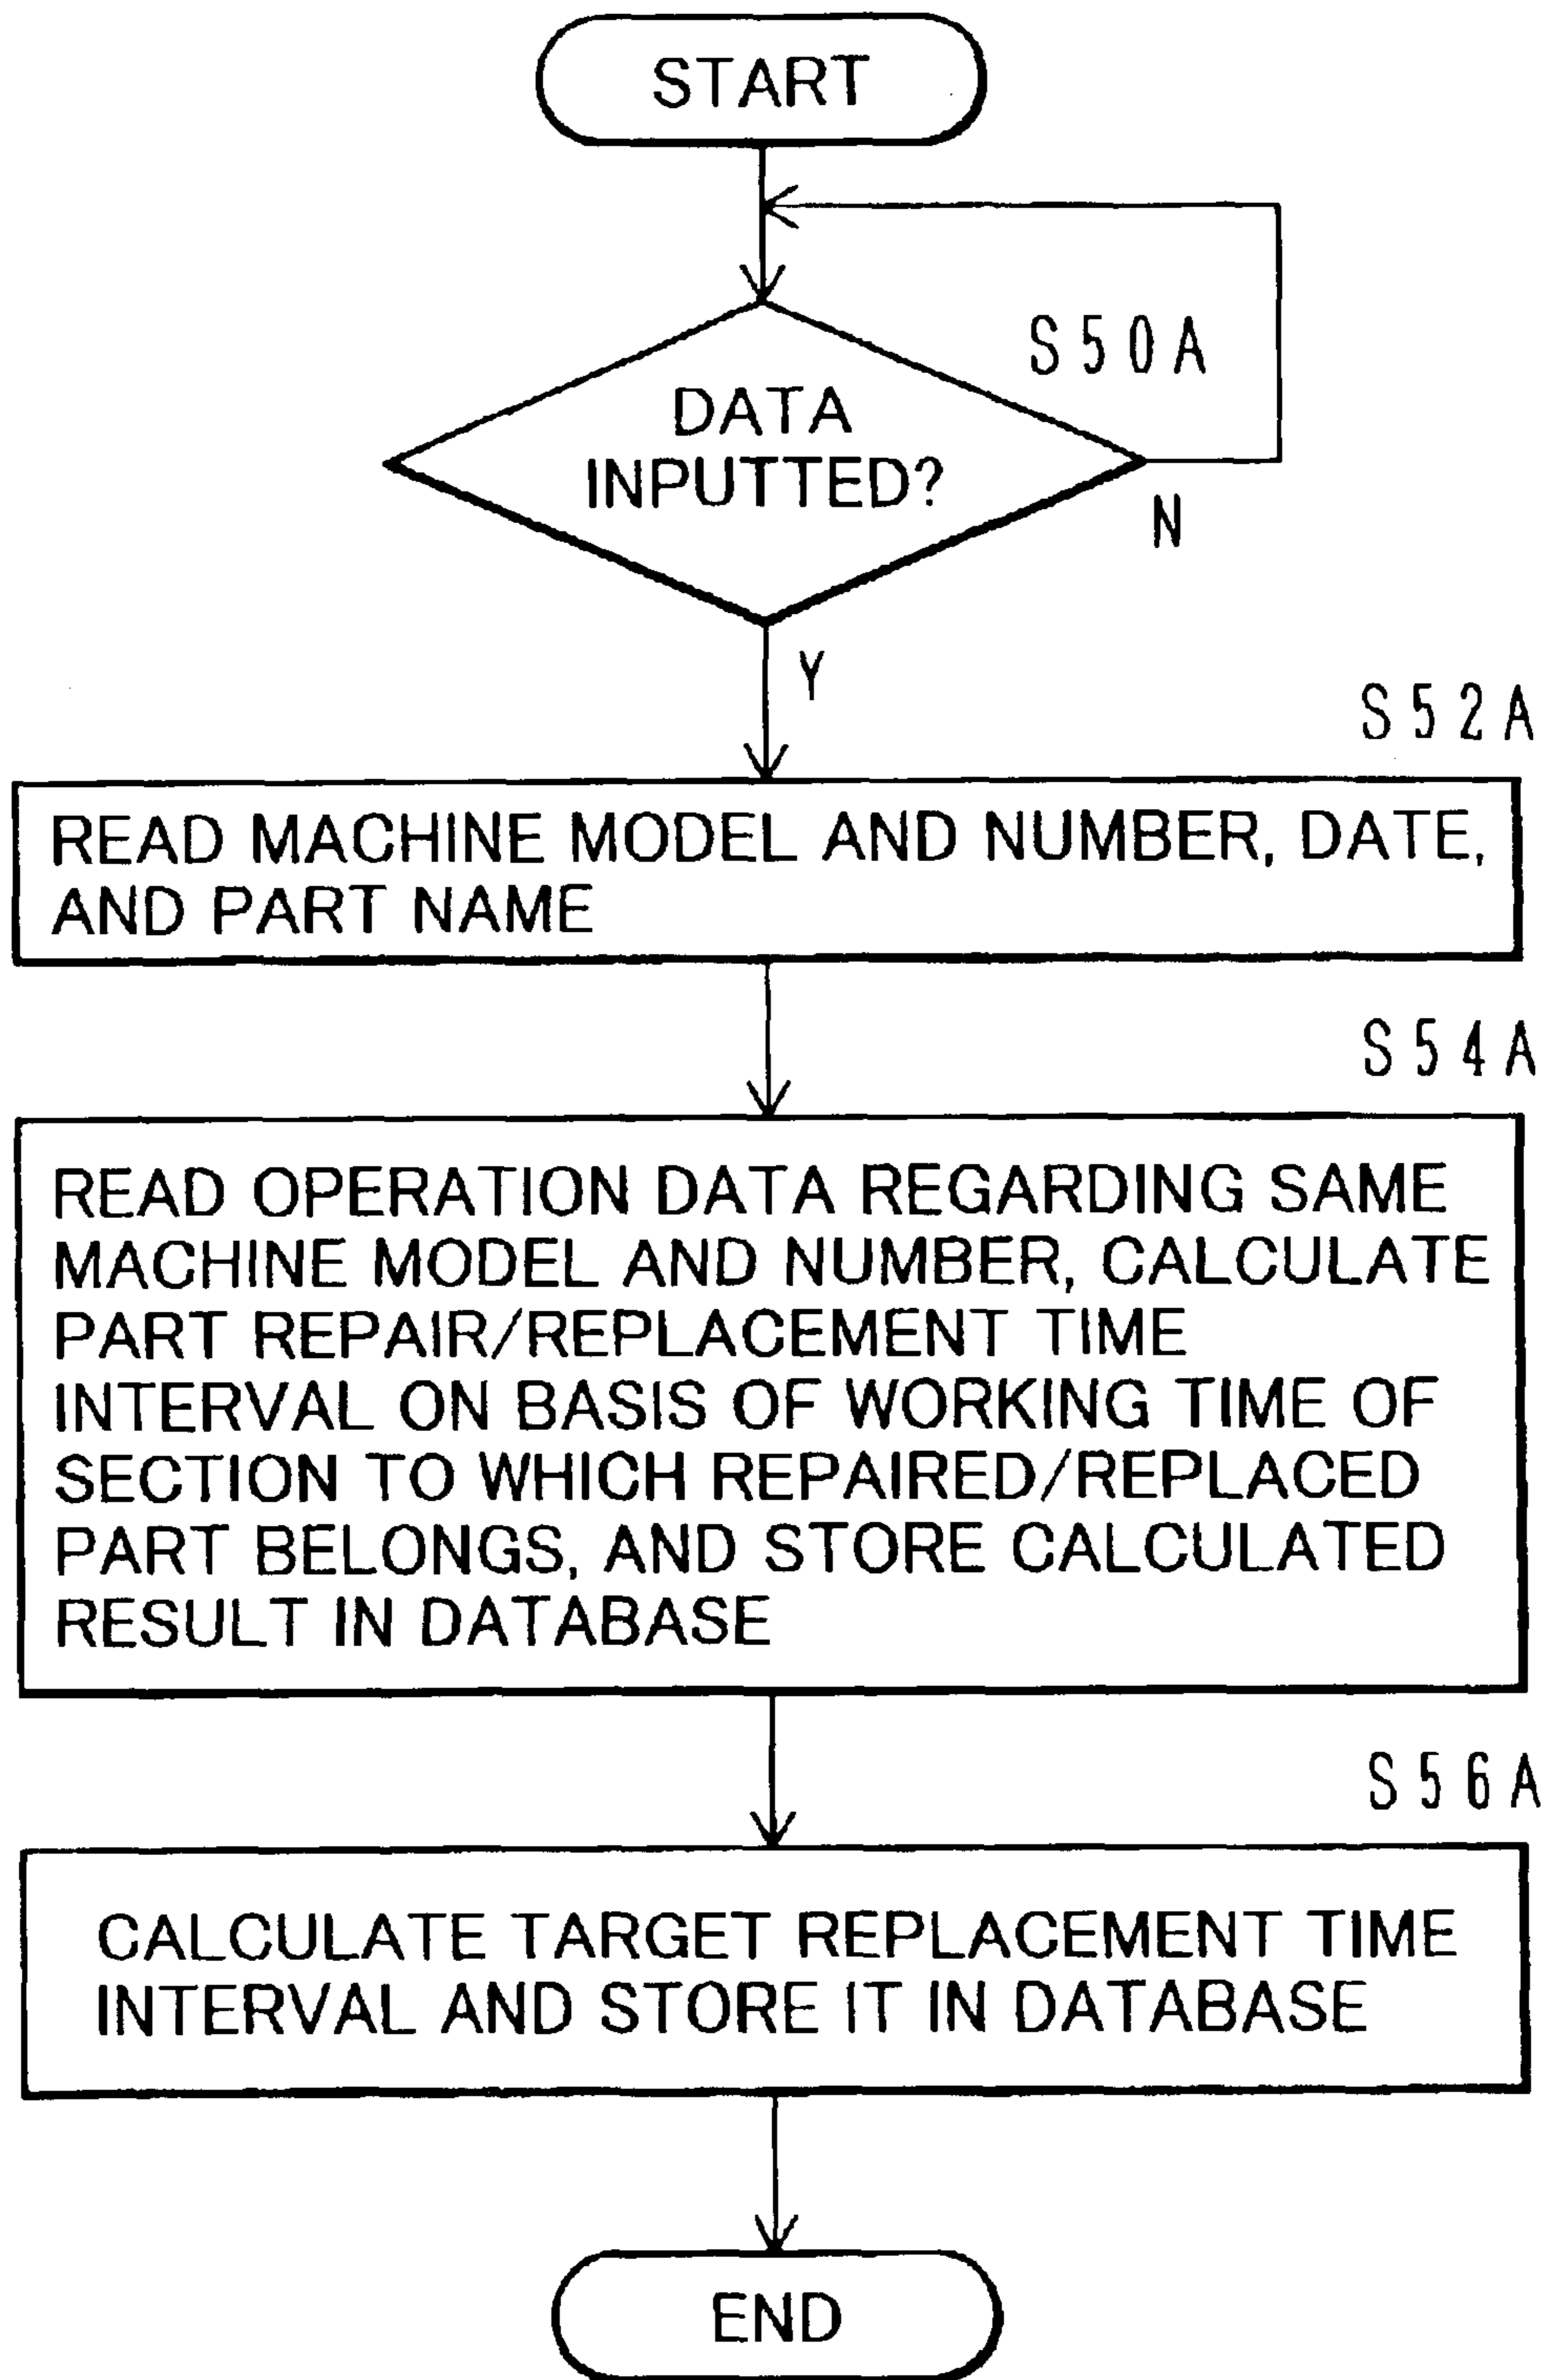 START
S50A
DATA
INPUTTED?
N
Y
S52A
READ MACHINE MODEL AND NUMBER, DATE,
AND PART NAME
S54A
READ OPERATION DATA REGARDING SAME
MACHINE MODEL AND NUMBER, CALCULATE
PART REPAIR/REPLACEMENT TIME
INTERVAL ON BASIS OF WORKING TIME OF
SECTION TO WHICH REPAIRED/REPLACED
PART BELONGS, AND STORE CALCULATED
RESULT IN DATABASE
S56A
CALCULATE TARGET REPLACEMENT TIME
INTERVAL AND STORE IT IN DATABASE
END